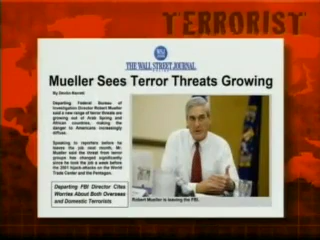 TERRORIST
THE WALL STREET JOURNAL
Mueller Sees Terror Threats Growing
By Devlin Barrett
Departing Federal Bureau of
Investigation Director Robert Mueller
said a new range of terror threats are
growing out of Arab Spring and
African countries, making the
danger to Americans increasingly
diffuse.
Speaking to reporters before he
leaves the job next month, Mr.
Mueller said the threat from terror
groups has changed significantly
since he took the job a week before
the 2001 hijack-attacks on the World
Trade Center and the Pentagon.
Departing FBI Director Cites
Worries About Both Overseas
and Domestic Terrorists
Robert Mueller is leaving the FBI.